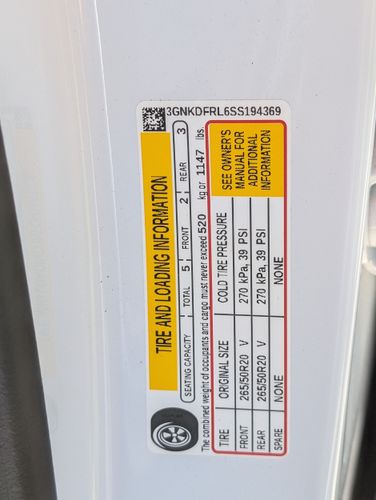 3GNKDFRL6SS194369
TIRE AND LOADING INFORMATION
SEATING CAPACITY TOTAL 5 FRONT 2 REAR 3
The combined weight of occupants and cargo must never exceed 520 kg or 1147 lbs.
TIRE ORIGINAL SIZE COLD TIRE PRESSURE
FRONT 265/50R20 V 270 kPa, 39 PSI
REAR 265/50R20 V 270 kPa, 39 PSI
SPARE NONE NONE
SEE OWNER'S
MANUAL FOR
ADDITIONAL
INFORMATION